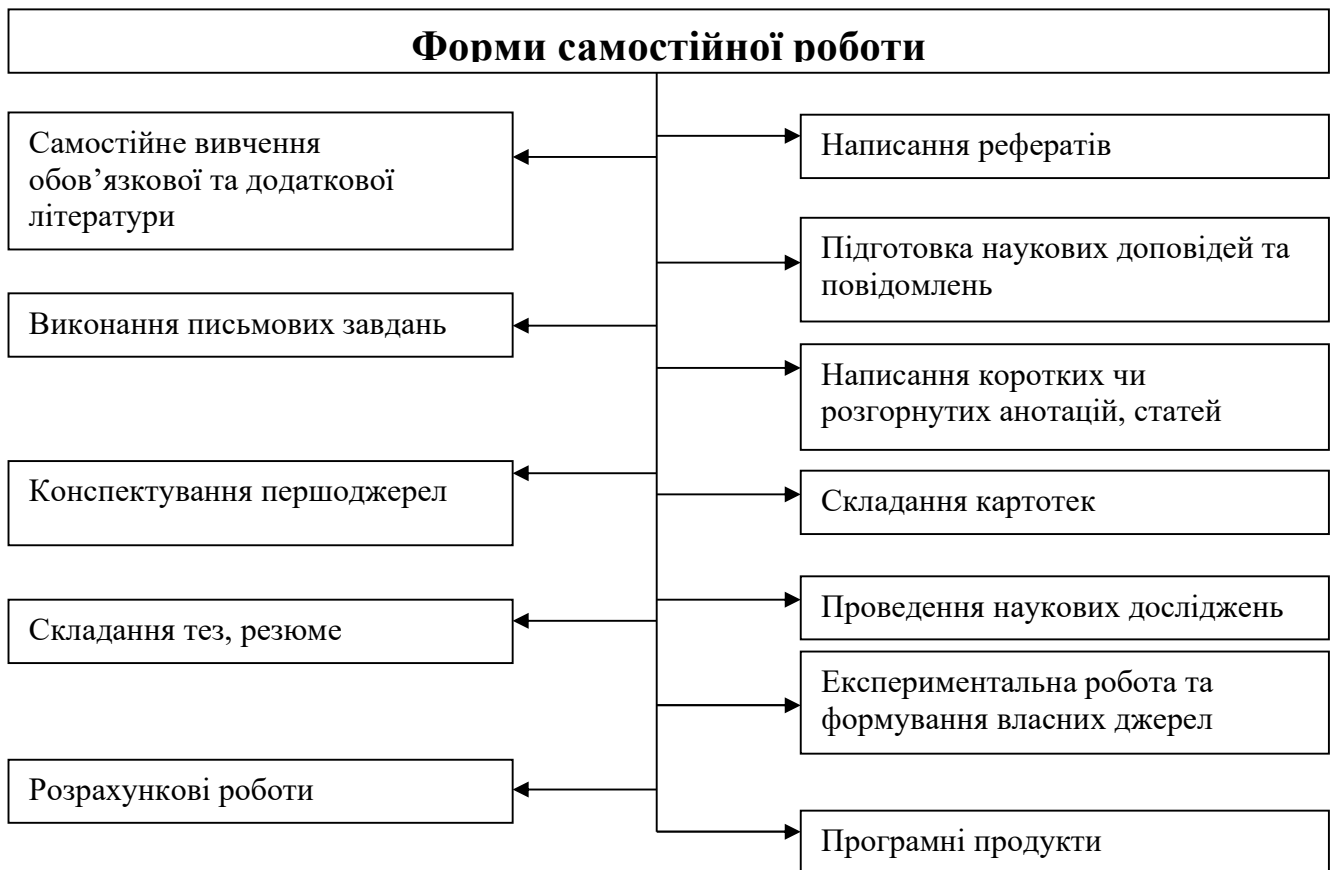 Форми самостійної роботи
Самостійне вивчення
обов’язкової та додаткової
літератури
Виконання письмових завдань
Конспектування першоджерел
Складання тез, резюме
Розрахункові роботи
Написання рефератів
Підготовка наукових доповідей та
повідомлень
Написання коротких чи
розгорнутих анотацій, статей
Складання картотек
Проведення наукових досліджень
Експериментальна робота та
формування власних джерел
Програмні продукти